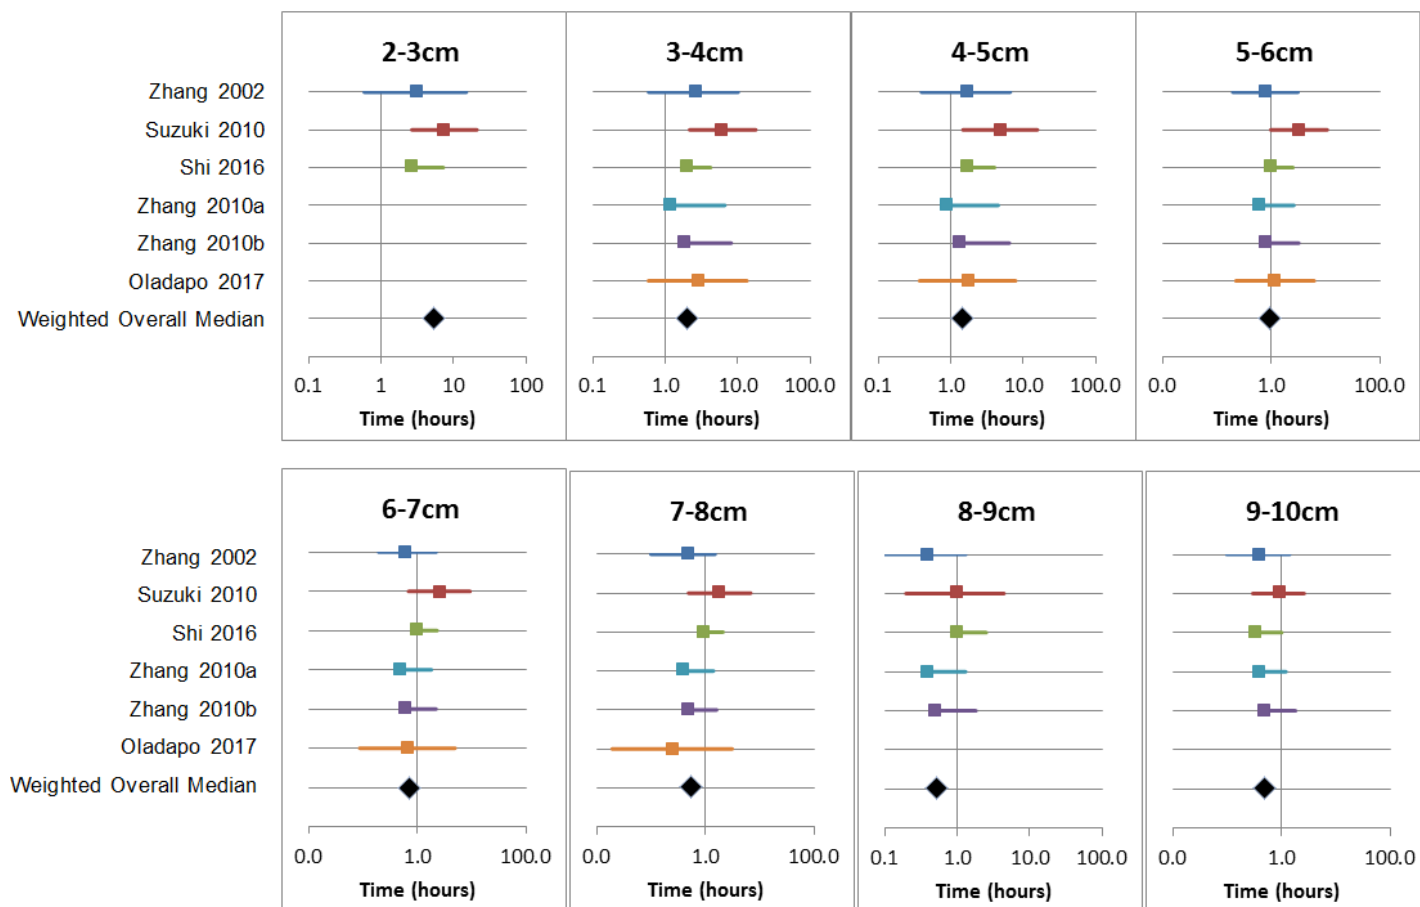 2-3cm 3-4cm 4-5cm 5-6cm
Zhang 2002
Suzuki 2010
Shi 2016
Zhang 2010a
Zhang 2010b
Oladapo 2017
Weighted Overall Median
0.1 1 10 100 0.1 1.0 10.0 100.0 0.1 1.0 10.0 100.0 0.0 1.0 100.0
Time (hours) Time (hours) Time (hours) Time (hours)
6-7cm 7-8cm 8-9cm 9-10cm
Zhang 2002
Suzuki 2010
Shi 2016
Zhang 2010a
Zhang 2010b
Oladapo 2017
Weighted Overall Median
0.0 1.0 100.0 0.0 1.0 100.0 0.1 1.0 10.0 100.0 0.0 1.0 100.0
Time (hours) Time (hours) Time (hours) Time (hours)